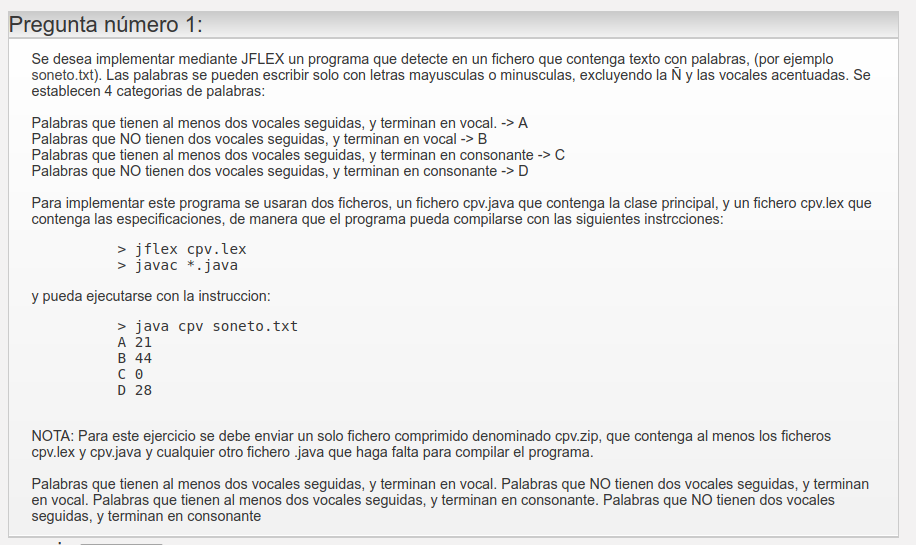 Pregunta número 1:
Se desea implementar mediante JFLEX un programa que detecte en un fichero que contenga texto con palabras, (por ejemplo
soneto.txt). Las palabras se pueden escribir solo con letras mayusculas o minusculas, excluyendo la Ñ y las vocales acentuadas. Se
establecen 4 categorias de palabras:
Palabras que tienen al menos dos vocales seguidas, y terminan en vocal. -> A
Palabras que NO tienen dos vocales seguidas, y terminan en vocal -> B
Palabras que tienen al menos dos vocales seguidas, y terminan en consonante -> C
Palabras que NO tienen dos vocales seguidas, y terminan en consonante -> D
Para implementar este programa se usaran dos ficheros, un fichero cpv.java que contenga la clase principal, y un fichero cpv.lex que
contenga las especificaciones, de manera que el programa pueda compilarse con las siguientes instrcciones:
> jflex cpv.lex
> javac *.java
y pueda ejecutarse con la instruccion:
> java cpv soneto.txt
A 21
B 44
C 0
D 28
NOTA: Para este ejercicio se debe enviar un solo fichero comprimido denominado cpv.zip, que contenga al menos los ficheros
cpv.lex y cpv.java y cualquier otro fichero .java que haga falta para compilar el programa.
Palabras que tienen al menos dos vocales seguidas, y terminan en vocal. Palabras que NO tienen dos vocales seguidas, y terminan
en vocal. Palabras que tienen al menos dos vocales seguidas, y terminan en consonante. Palabras que NO tienen dos vocales
seguidas, y terminan en consonante